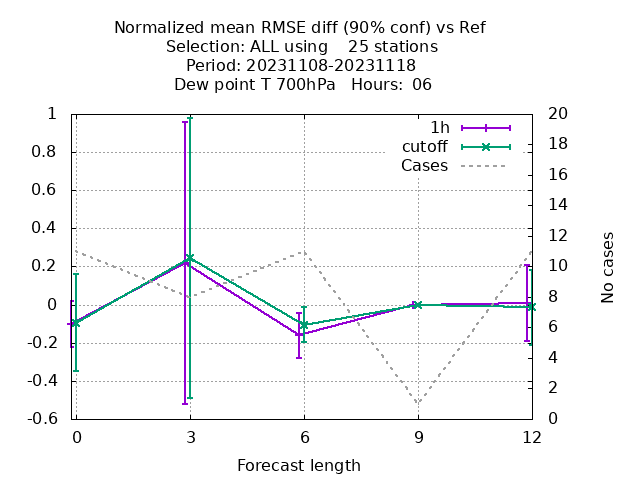 Normalized mean RMSE diff (90% conf) vs Ref
Selection: ALL using    25 stations
Period: 20231108-20231118
Dew point T 700hPa   Hours: 06
1h
cutoff
Cases
1
0.8
0.6
0.4
0.2
0
-0.2
-0.4
-0.6
20
18
16
14
12
10
8
6
4
2
0
No cases
0 3 6 9 12
Forecast length